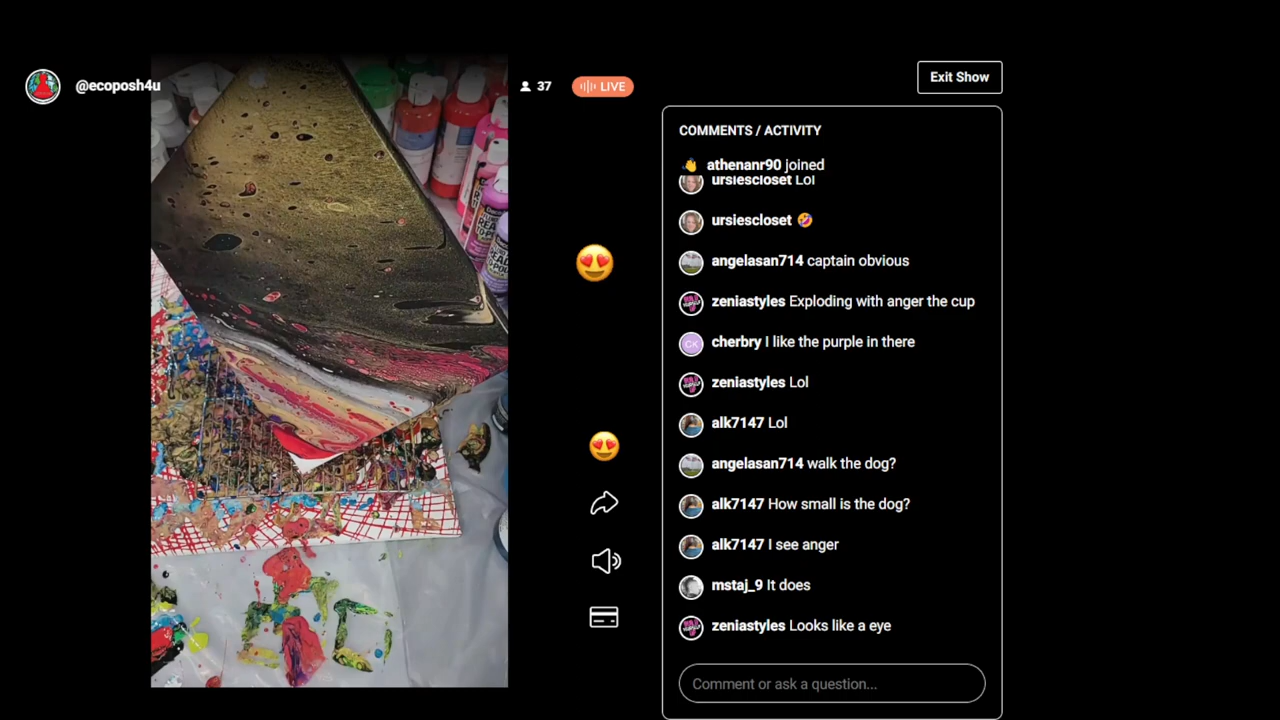 @ecoposh4u
37
LIVE
Exit Show
COMMENTS / ACTIVITY
athenanr90 joined
ursiescloset Lol
ursiescloset 🤣
angelasan714 captain obvious
zeniastyles Exploding with anger the cup
cherbry I like the purple in there
zeniastyles Lol
alk7147 Lol
angelasan714 walk the dog?
alk7147 How small is the dog?
alk7147 I see anger
mstaj_9 It does
zeniastyles Looks like a eye
Comment or ask a question...